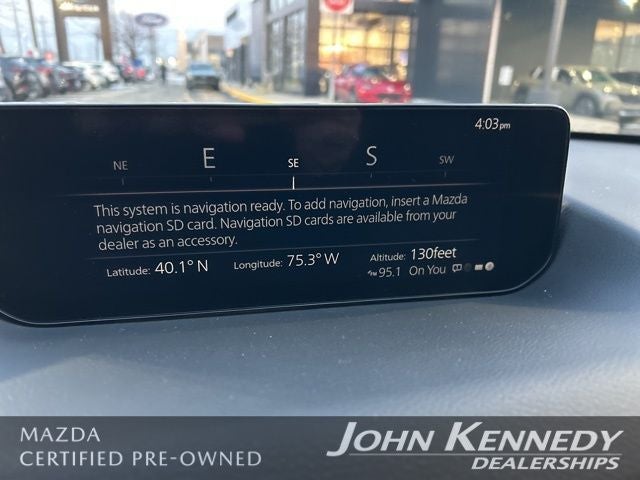 4:03pm
NE E SE S SW
This system is navigation ready. To add navigation, insert a Mazda
navigation SD card. Navigation SD cards are available from your
dealer as an accessory.
Latitude: 40.1° N Longitude: 75.3° W Altitude: 130feet
FM 95.1 On You
MAZDA
CERTIFIED PRE-OWNED
JOHN KENNEDY
DEALERSHIPS